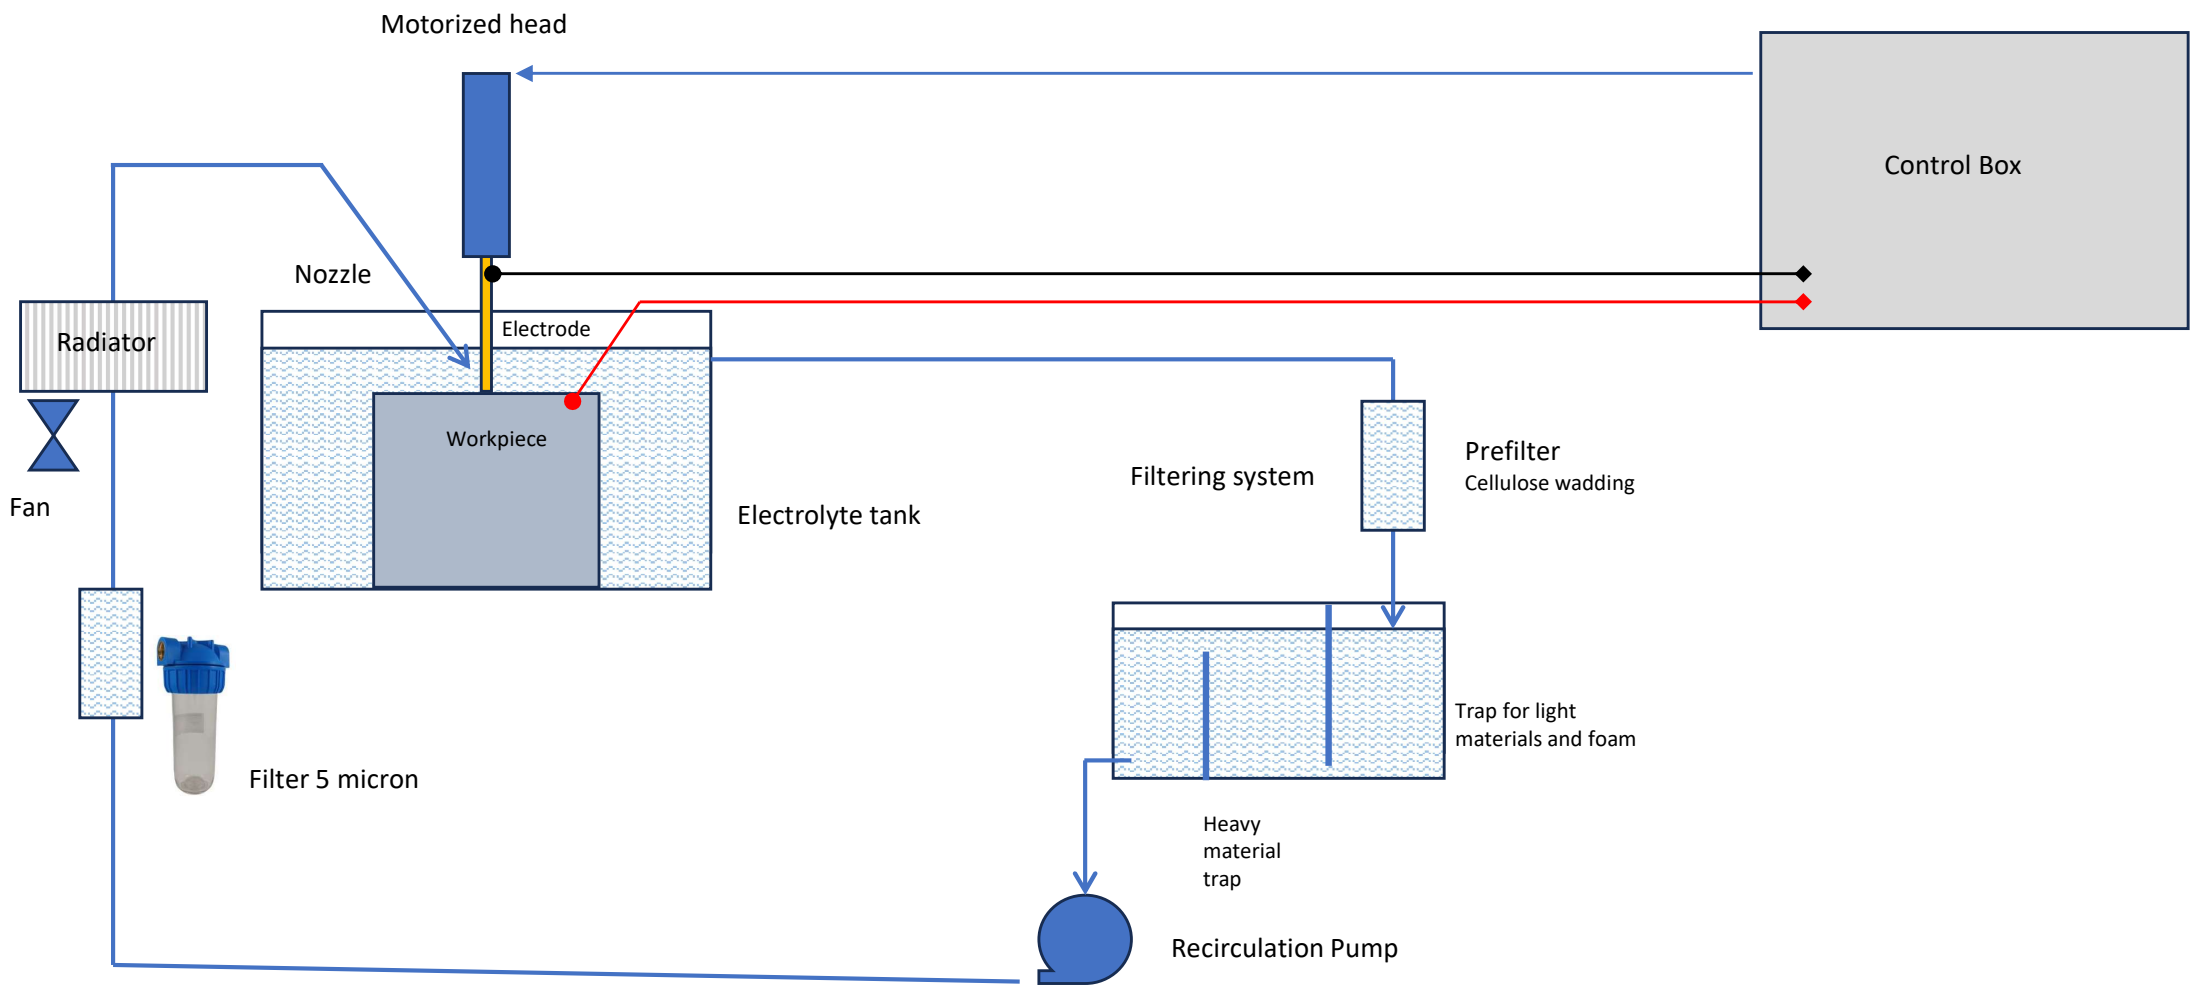 Motorized head
Control Box
Nozzle
Electrode
Radiator
Workpiece
Prefilter
Cellulose wadding
Filtering system
Fan
Electrolyte tank
Trap for light
materials and foam
Filter 5 micron
Heavy
material
trap
Recirculation Pump